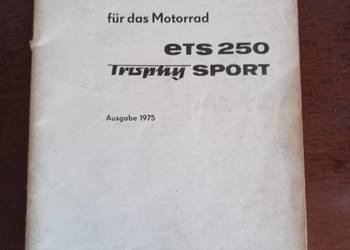 für das Motorrad
eTS 250
Trophy SPORT
Ausgabe 1975